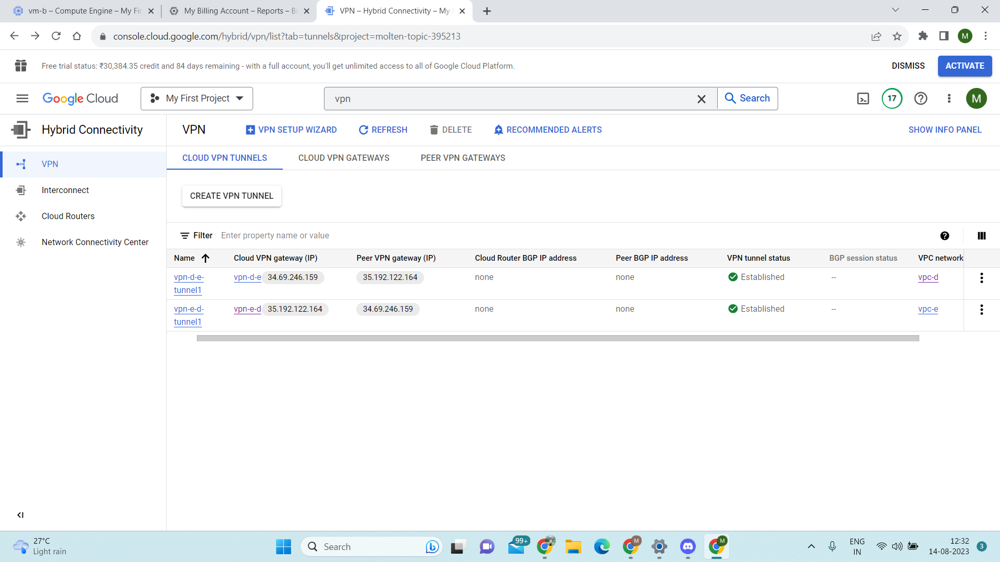 vm-b – Compute Engine – My Fir
My Billing Account – Reports – Bi
VPN – Hybrid Connectivity – My
console.cloud.google.com/hybrid/vpn/list?tab=tunnels&project=molten-topic-395213
M
Free trial status: ₹30,384.35 credit and 84 days remaining - with a full account, you'll get unlimited access to all of Google Cloud Platform.
DISMISS
ACTIVATE
Google Cloud
My First Project
vpn
Search
17
M
Hybrid Connectivity
VPN
VPN SETUP WIZARD
REFRESH
DELETE
RECOMMENDED ALERTS
SHOW INFO PANEL
VPN
Interconnect
Cloud Routers
Network Connectivity Center
CLOUD VPN TUNNELS
CLOUD VPN GATEWAYS
PEER VPN GATEWAYS
CREATE VPN TUNNEL
Filter Enter property name or value
Name Cloud VPN gateway (IP) Peer VPN gateway (IP) Cloud Router BGP IP address Peer BGP IP address VPN tunnel status BGP session status VPC network
vpn-d-e- vpn-d-e 34.69.246.159 35.192.122.164 none none Established -- vpc-d
tunnel1
vpn-e-d- vpn-e-d 35.192.122.164 34.69.246.159 none none Established -- vpc-e
tunnel1
27°C
Light rain
Search
99+
M
M
ENG
IN
12:32
14-08-2023
3